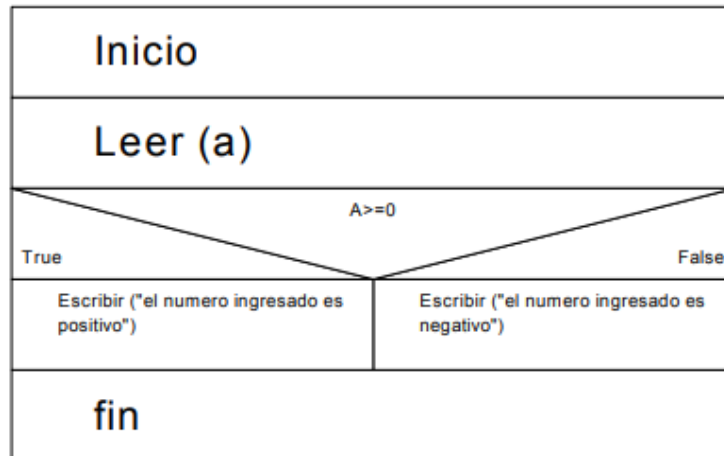 Inicio
Leer (a)
A>=0
True
False
Escribir ("el numero ingresado es
positivo")
Escribir ("el numero ingresado es
negativo")
fin